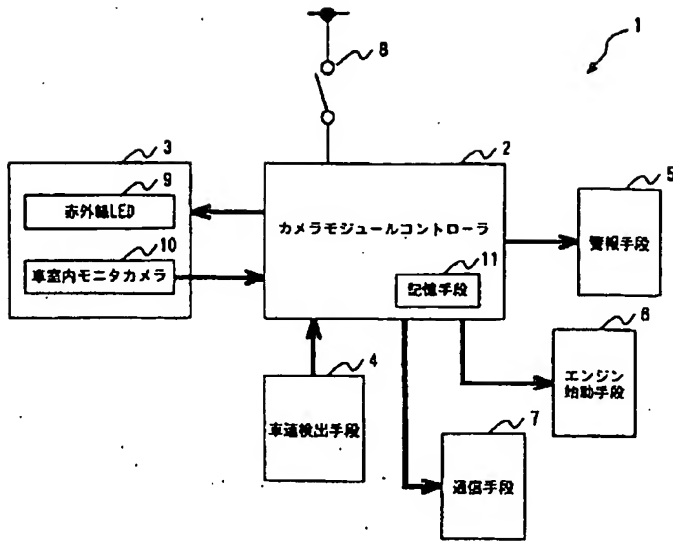 1
8
3
2
9
赤外線LED
カメラモジュールコントローラ
5
警報手段
10
車室内モニタカメラ
11
記憶手段
4
車速検出手段
6
エンジン
始動手段
7
通信手段